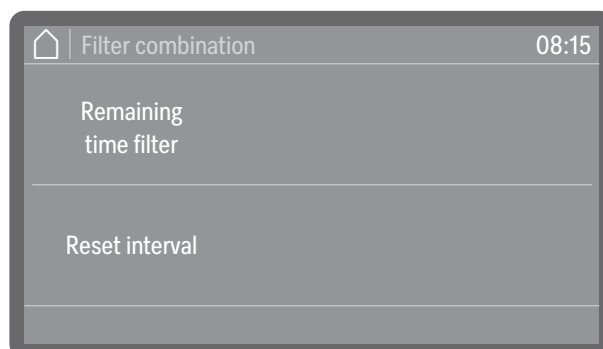 Filter combination 08:15
Remaining
time filter
Reset interval